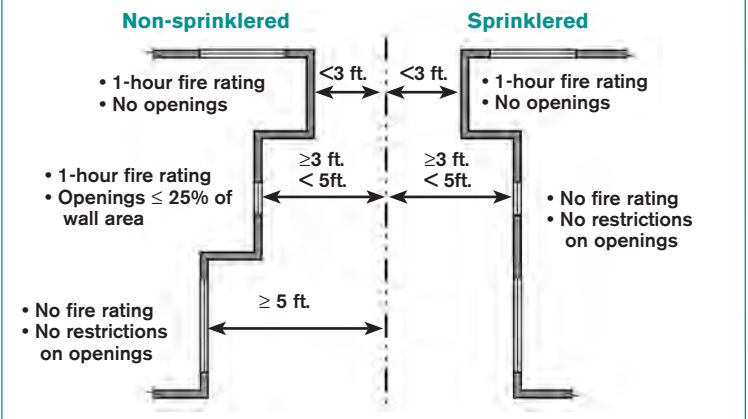 Non-sprinklered
Sprinklered
<3 ft.
<3 ft.
• 1-hour fire rating
• No openings
• 1-hour fire rating
• No openings
≥3 ft.
< 5ft.
≥3 ft.
< 5ft.
• 1-hour fire rating
• Openings ≤ 25% of
wall area
• No fire rating
• No restrictions
on openings
≥ 5 ft.
• No fire rating
• No restrictions
on openings